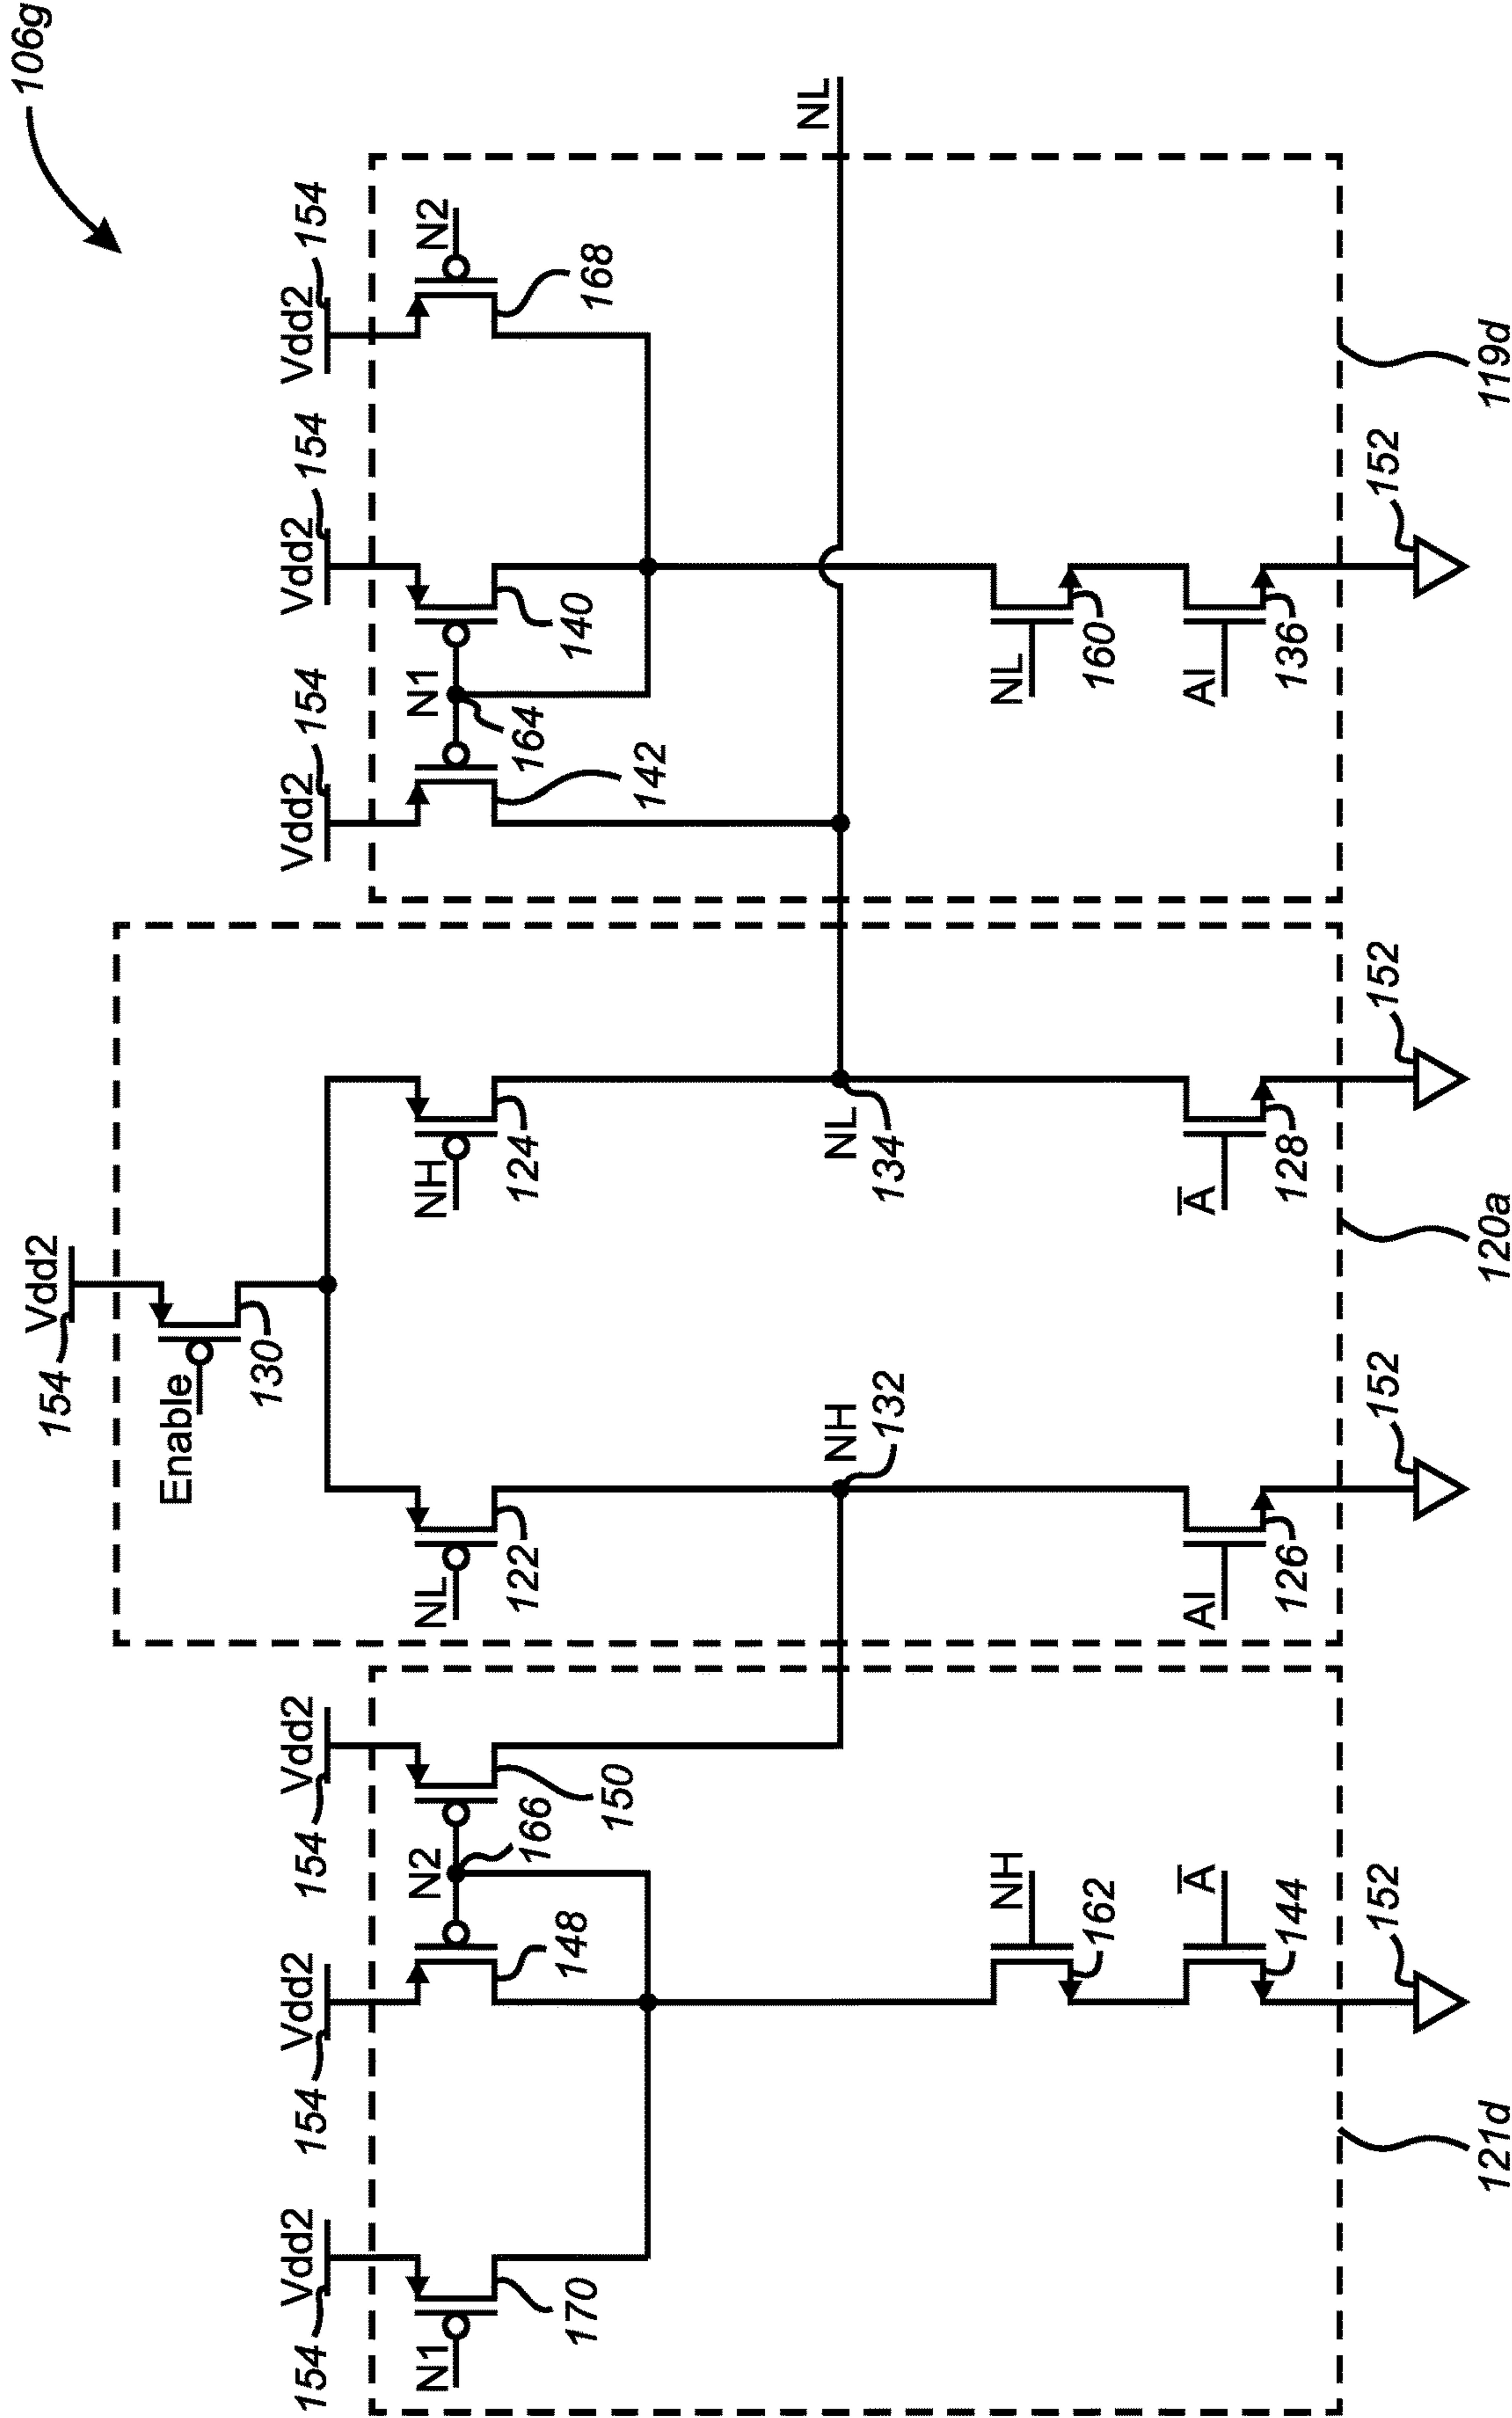 106g
Vdd2
154
Enable
130
154 Vdd2
154 Vdd2
154 Vdd2
Vdd2 154
Vdd2 154
Vdd2 154
N1
N2
NL
NH
N1
N2
170
148
166
150
122
124
142
164
140
168
NH
132
NL
134
NL
NH
162
NL
160
A̅
144
AI
126
A̅
128
AI
136
152
152
152
152
121d
120a
119d